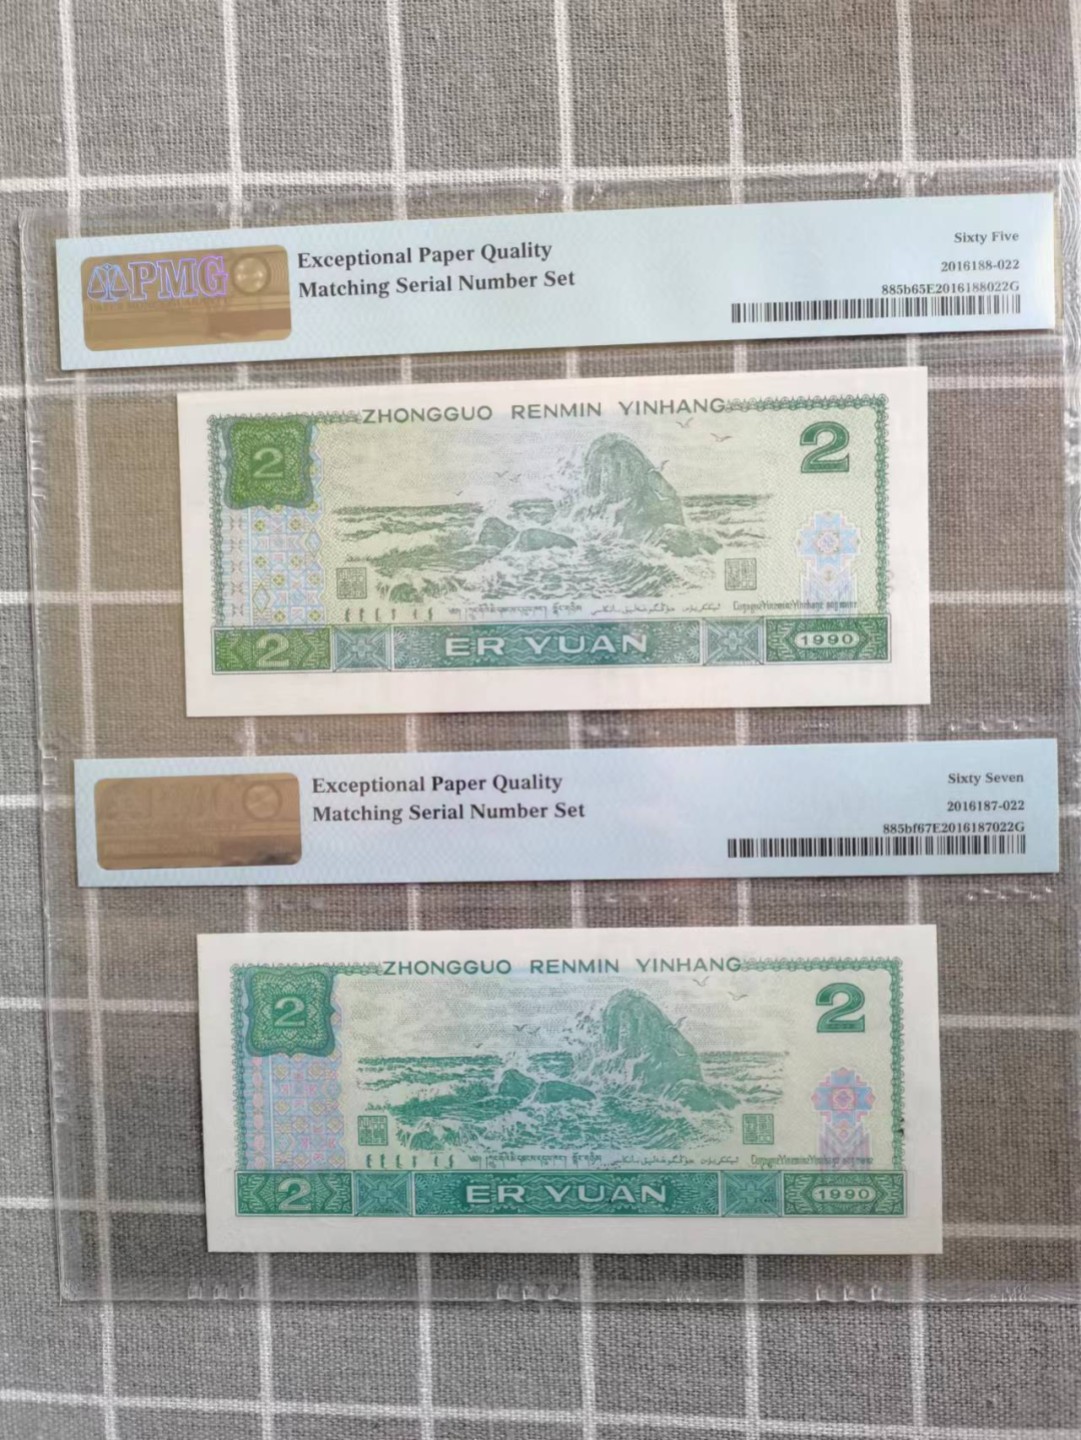 PMG
Exceptional Paper Quality
Matching Serial Number Set
Sixty Five
2016188-022
885b65E2016188022G
ZHONGGUO RENMIN YINHANG
2
2
2
ER YUAN
1990
Exceptional Paper Quality
Matching Serial Number Set
Sixty Seven
2016187-022
885bf67E2016187022G
ZHONGGUO RENMIN YINHANG
2
2
2
ER YUAN
1990